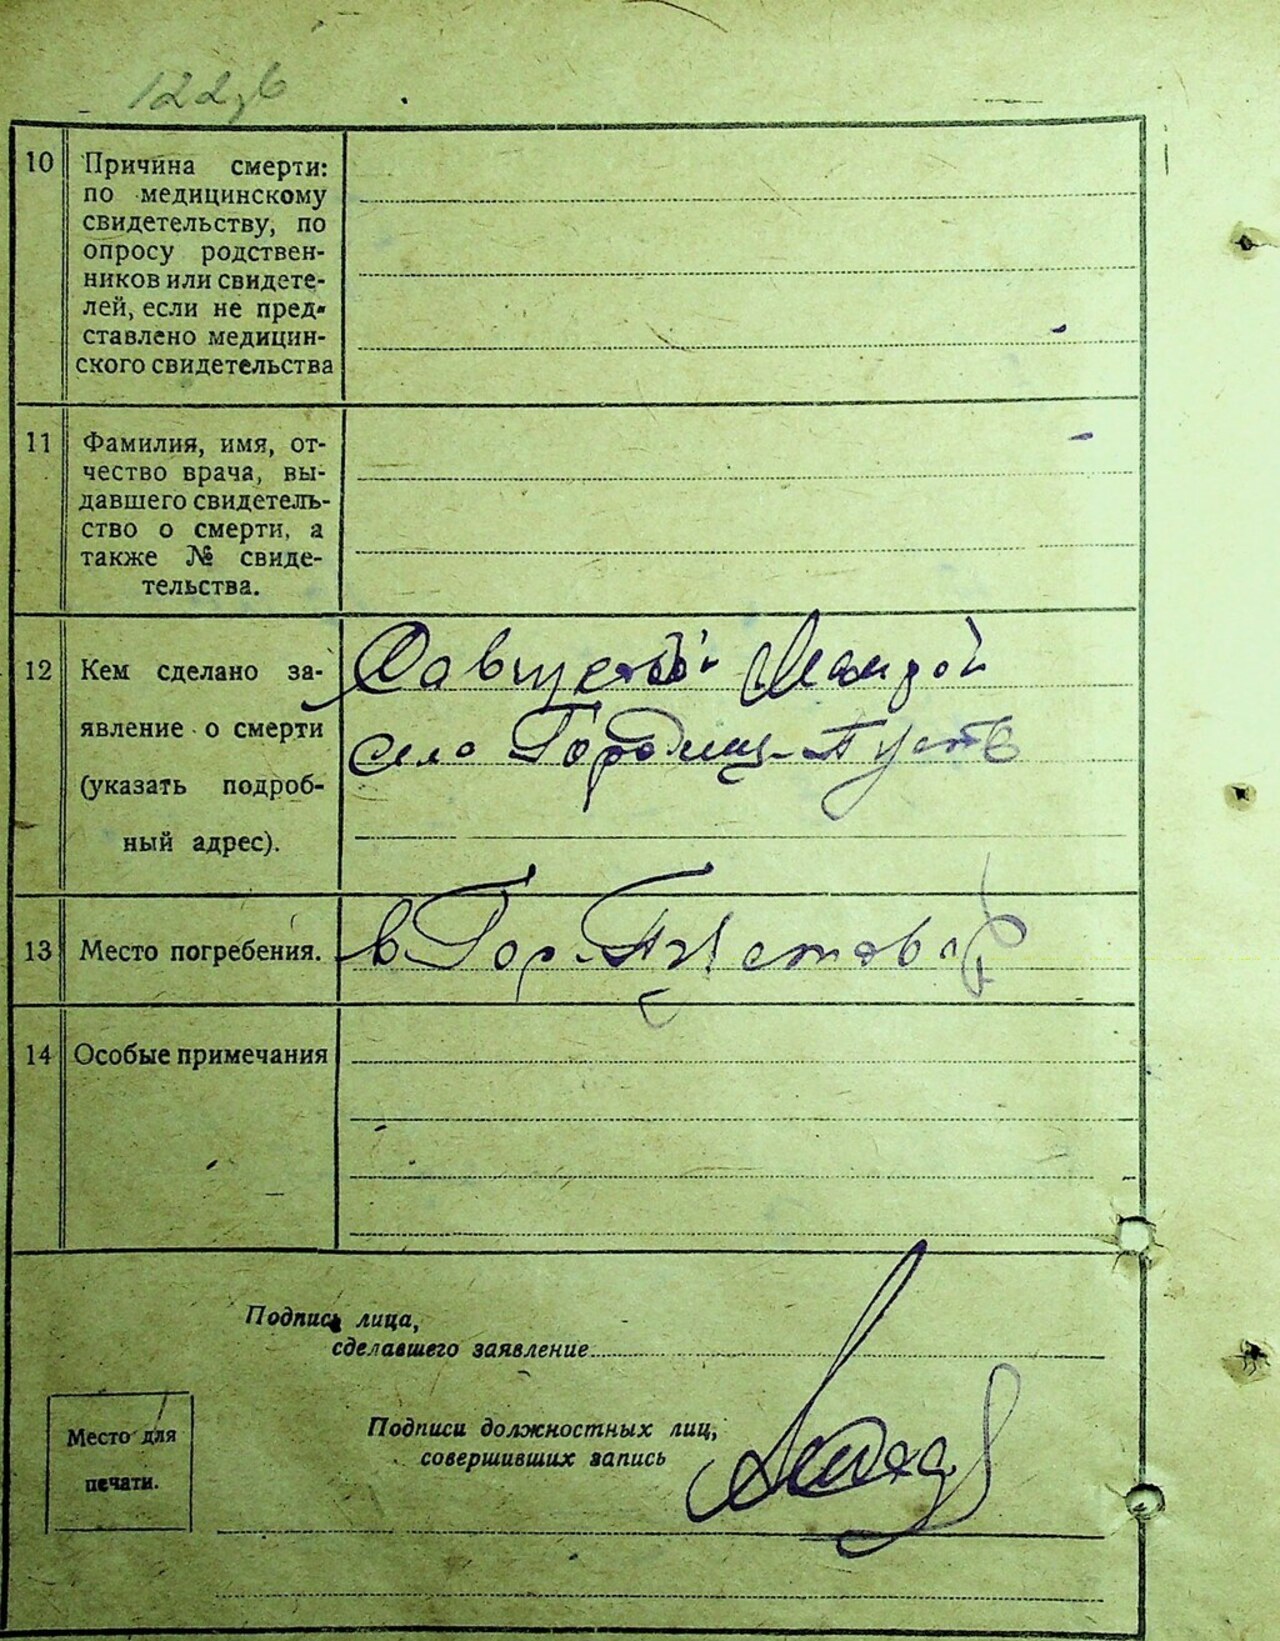 122,6
10 Причина смерти:
по медицинскому
свидетельству, по
опросу родствен-
ников или свидете-
лей, если не пред-
ставлено медицин-
ского свидетельства
11 Фамилия, имя, от-
чество врача, вы-
давшего свидетель-
ство о смерти, а
также № свиде-
тельства.
12 Кем сделано за-
явление о смерти
(указать подроб-
ный адрес).
село Городищ-Пуств
13 Место погребения.
в Гор.
14 Особые примечания
Подпись лица,
сделавшего заявление
Подписи должностных лиц,
совершивших запись
Место для
печати.